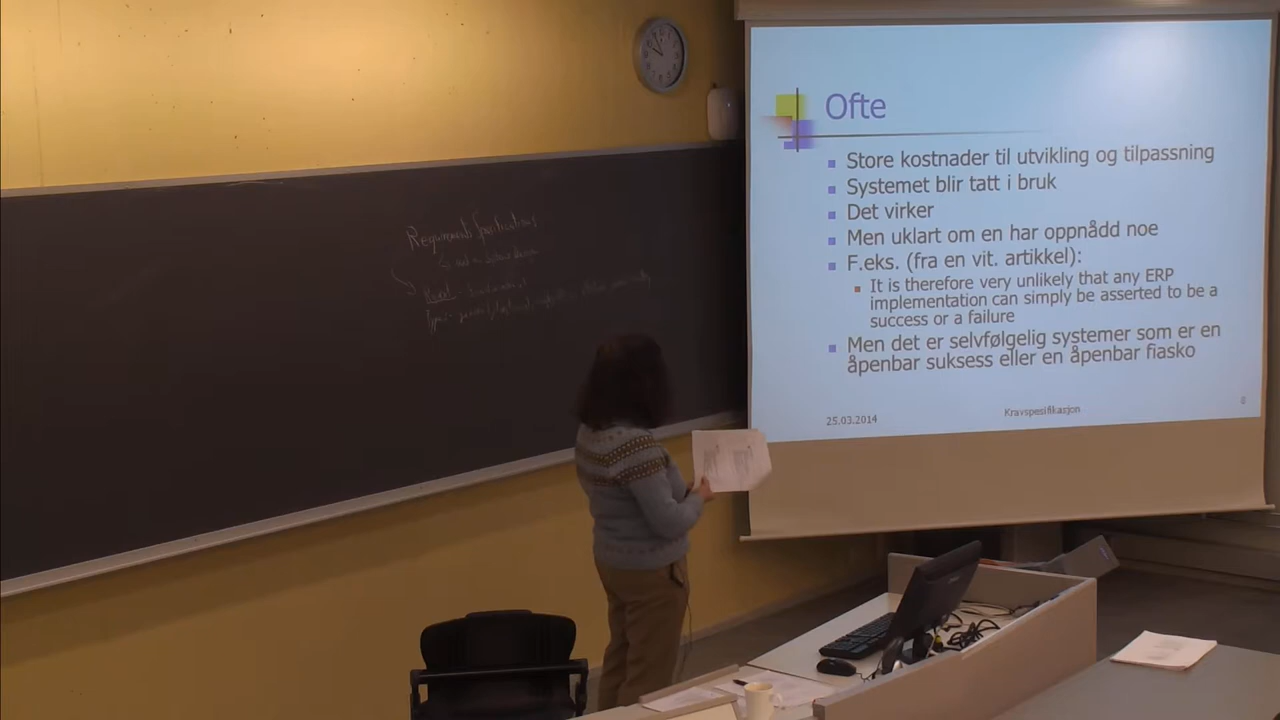 Requirements Specifications
Ofte
Store kostnader til utvikling og tilpassning
Systemet blir tatt i bruk
Det virker
Men uklart om en har oppnådd noe
F.eks. (fra en vit. artikkel):
It is therefore very unlikely that any ERP
implementation can simply be asserted to be a
success or a failure
Men det er selvfølgelig systemer som er en
åpenbar suksess eller en åpenbar fiasko
25.03.2014
Kravspesifikasjon